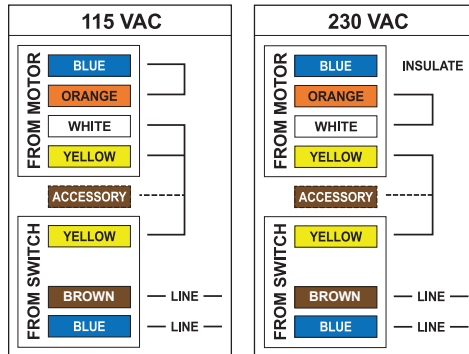 115 VAC
FROM MOTOR
BLUE
ORANGE
WHITE
YELLOW
ACCESSORY
FROM SWITCH
YELLOW
BROWN
LINE
BLUE
LINE
230 VAC
FROM MOTOR
BLUE
INSULATE
ORANGE
WHITE
YELLOW
ACCESSORY
FROM SWITCH
YELLOW
BROWN
LINE
BLUE
LINE